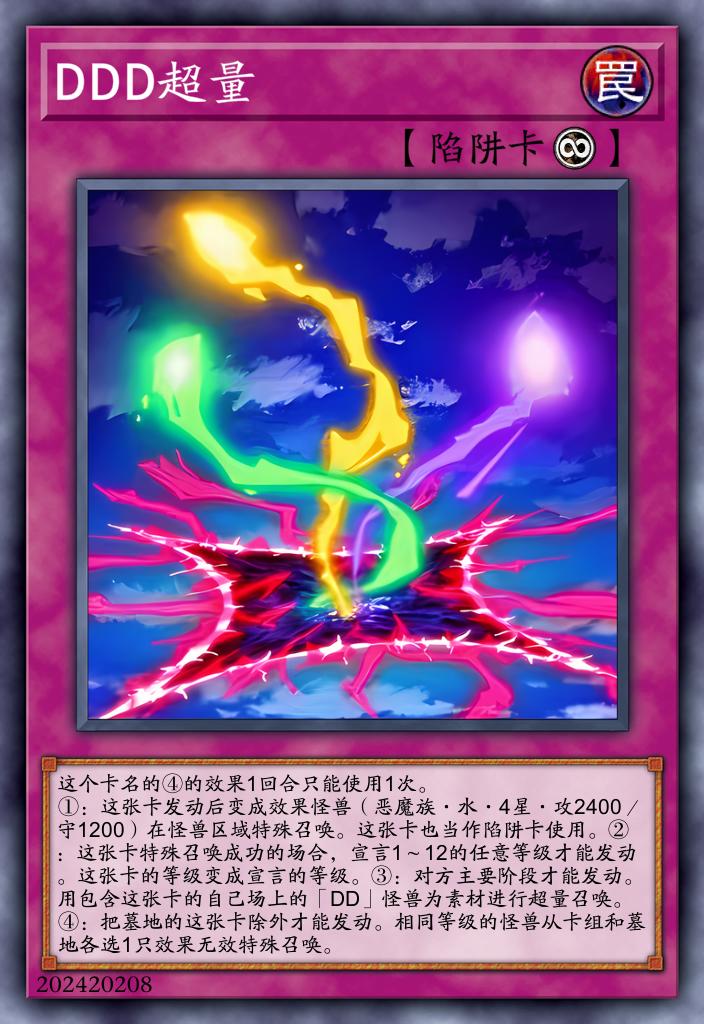 DDD超量
罠
【陷阱卡∞】
这个卡名的④的效果1回合只能使用1次。
①：这张卡发动后变成效果怪兽（恶魔族・水・4星・攻2400／
守1200）在怪兽区域特殊召唤。这张卡也当作陷阱卡使用。②
：这张卡特殊召唤成功的场合，宣言1～12的任意等级才能发动
。这张卡的等级变成宣言的等级。③：对方主要阶段才能发动。
用包含这张卡的自己场上的「DD」怪兽为素材进行超量召唤。
④：把墓地的这张卡除外才能发动。相同等级的怪兽从卡组和墓
地各选1只效果无效特殊召唤。
202420208